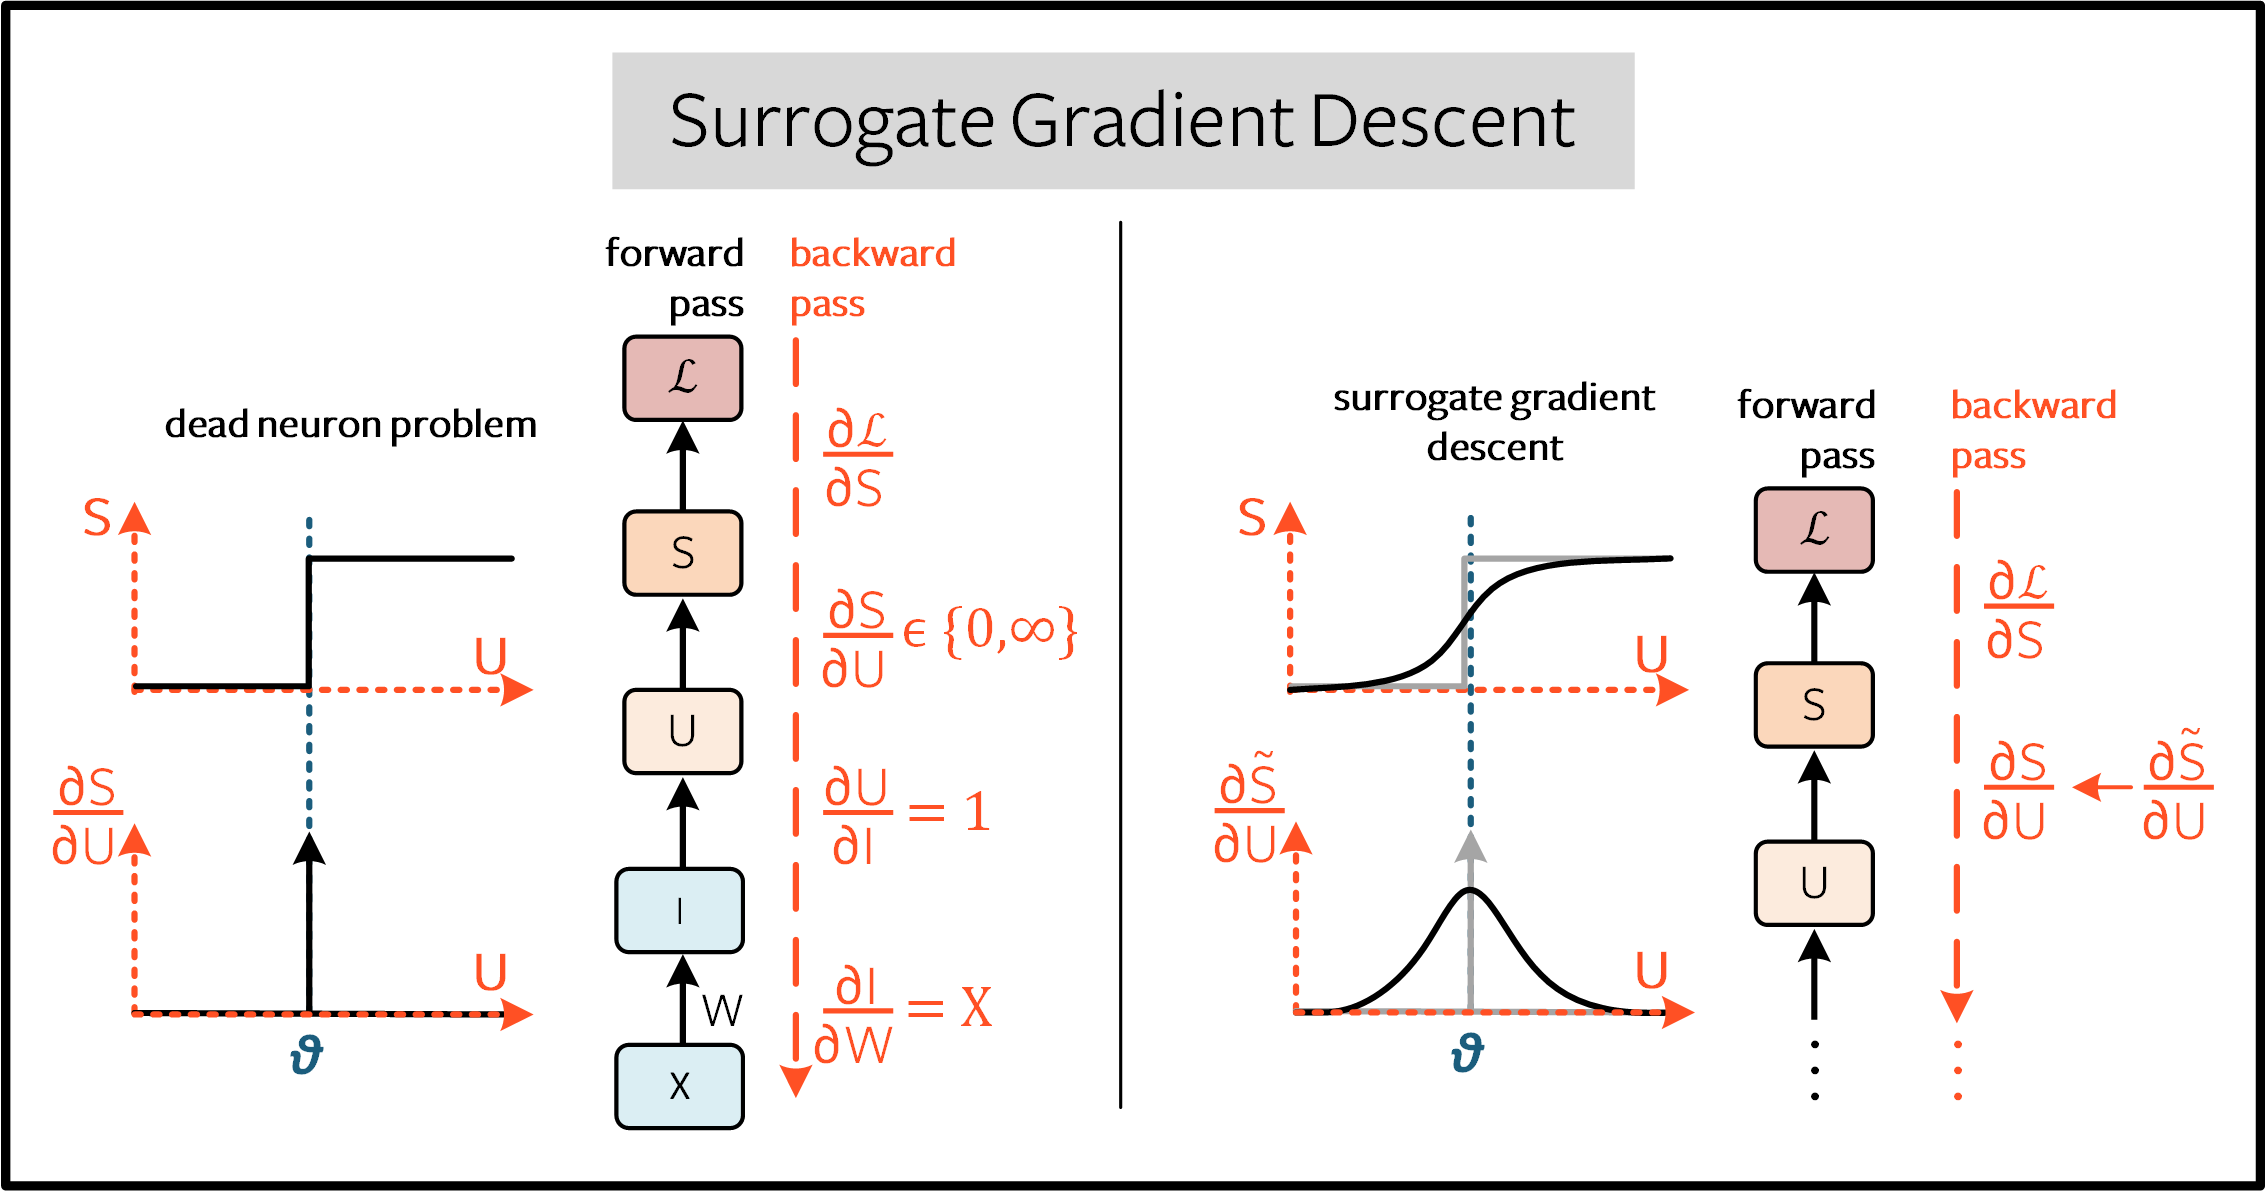 Surrogate Gradient Descent
dead neuron problem
S
U
∂S/∂U
U
ϑ
forward
pass
ℒ
S
U
I
W
X
backward
pass
∂ℒ/∂S
∂S/∂U ϵ {0,∞}
∂U/∂I = 1
∂I/∂W = X
surrogate gradient
descent
S
U
∂S̃/∂U
U
ϑ
forward
pass
ℒ
S
U
backward
pass
∂ℒ/∂S
∂S/∂U ← ∂S̃/∂U